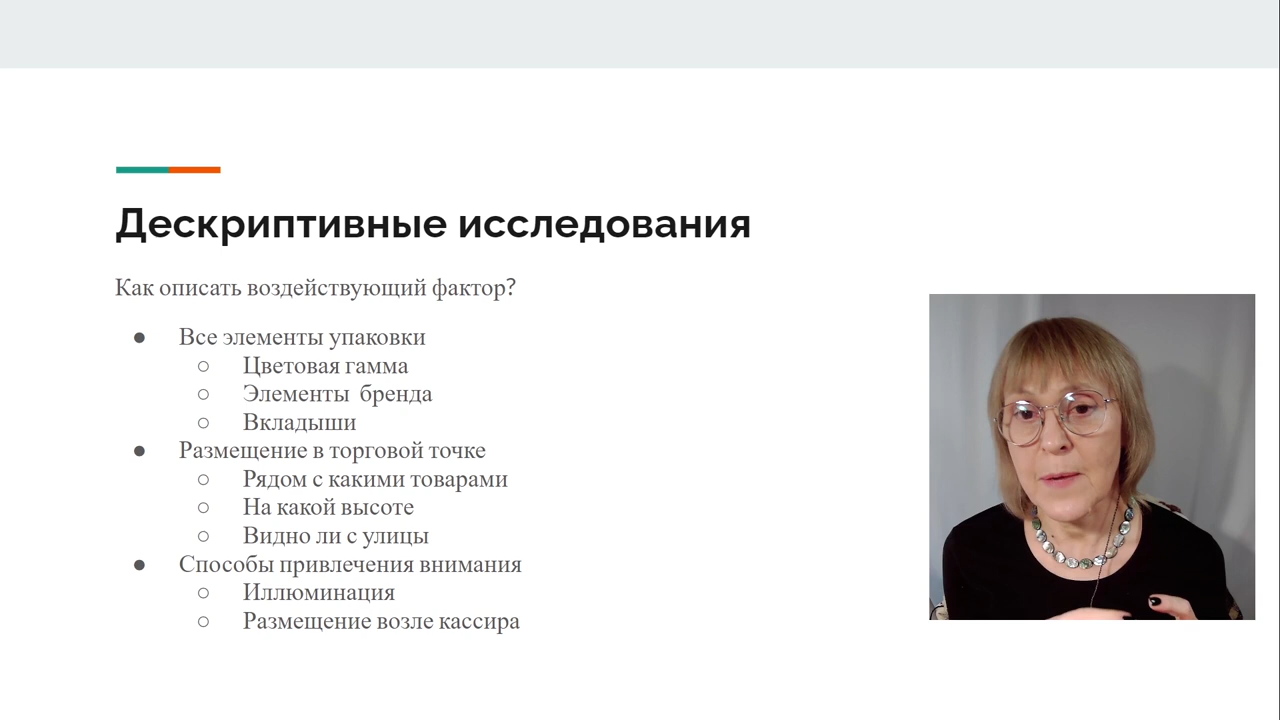 Дескриптивные исследования
Как описать воздействующий фактор?
● Все элементы упаковки
○ Цветовая гамма
○ Элементы  бренда
○ Вкладыши
● Размещение в торговой точке
○ Рядом с какими товарами
○ На какой высоте
○ Видно ли с улицы
● Способы привлечения внимания
○ Иллюминация
○ Размещение возле кассира